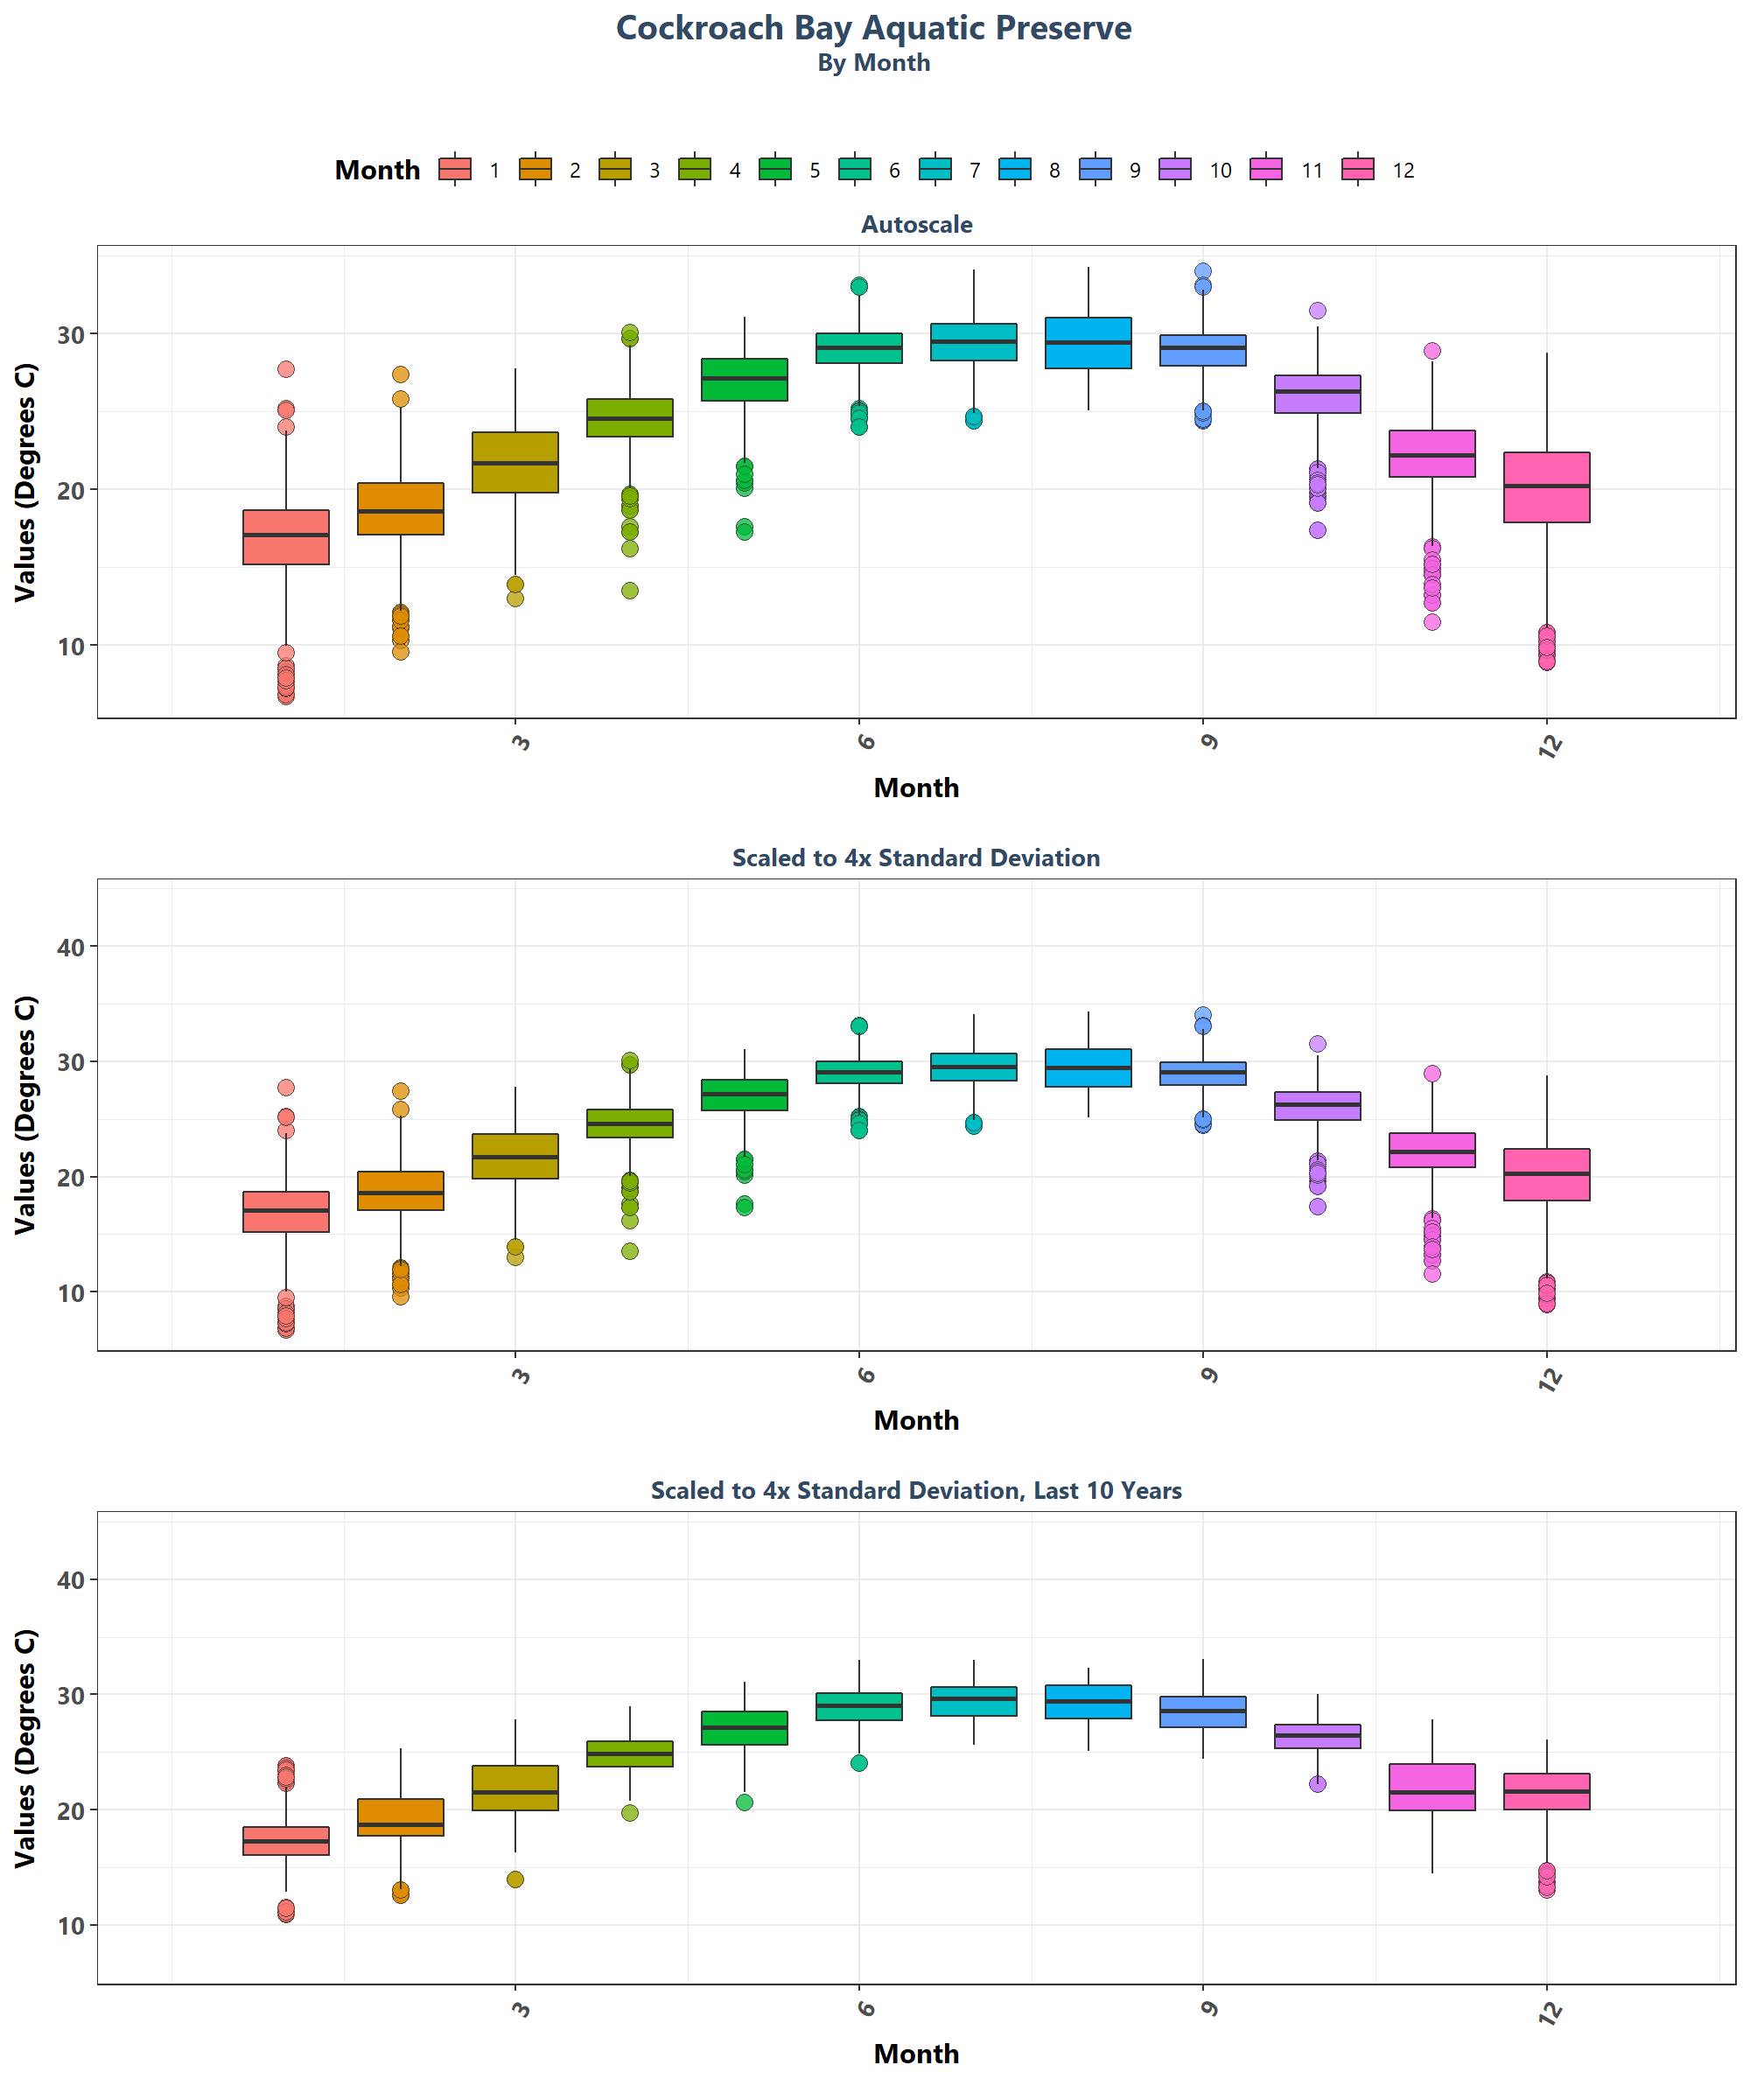 Cockroach Bay Aquatic Preserve
By Month
Month 1 2 3 4 5 6 7 8 9 10 11 12
Autoscale
Values (Degrees C)
30
20
10
3 6 9 12
Month
Scaled to 4x Standard Deviation
Values (Degrees C)
40
30
20
10
3 6 9 12
Month
Scaled to 4x Standard Deviation, Last 10 Years
Values (Degrees C)
40
30
20
10
3 6 9 12
Month